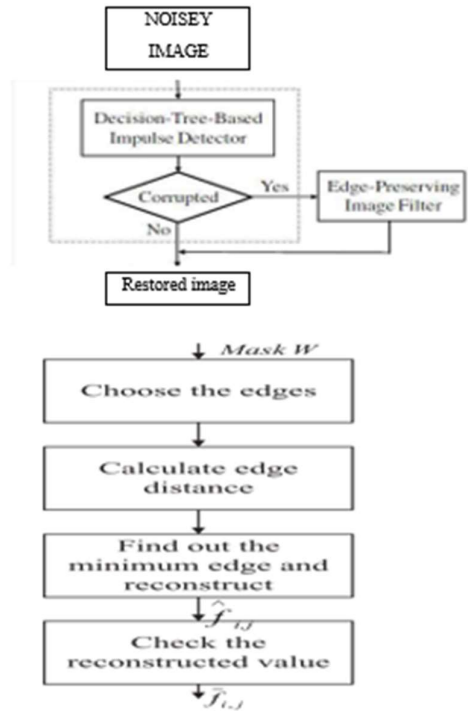 NOISEY
IMAGE
Decision-Tree-Based
Impulse Detector
Corrupted
Yes
Edge-Preserving
Image Filter
No
Restored image
Mask W
Choose the edges
Calculate edge
distance
Find out the
minimum edge and
reconstruct
f̂i,j
Check the
reconstructed value
f̄i,j